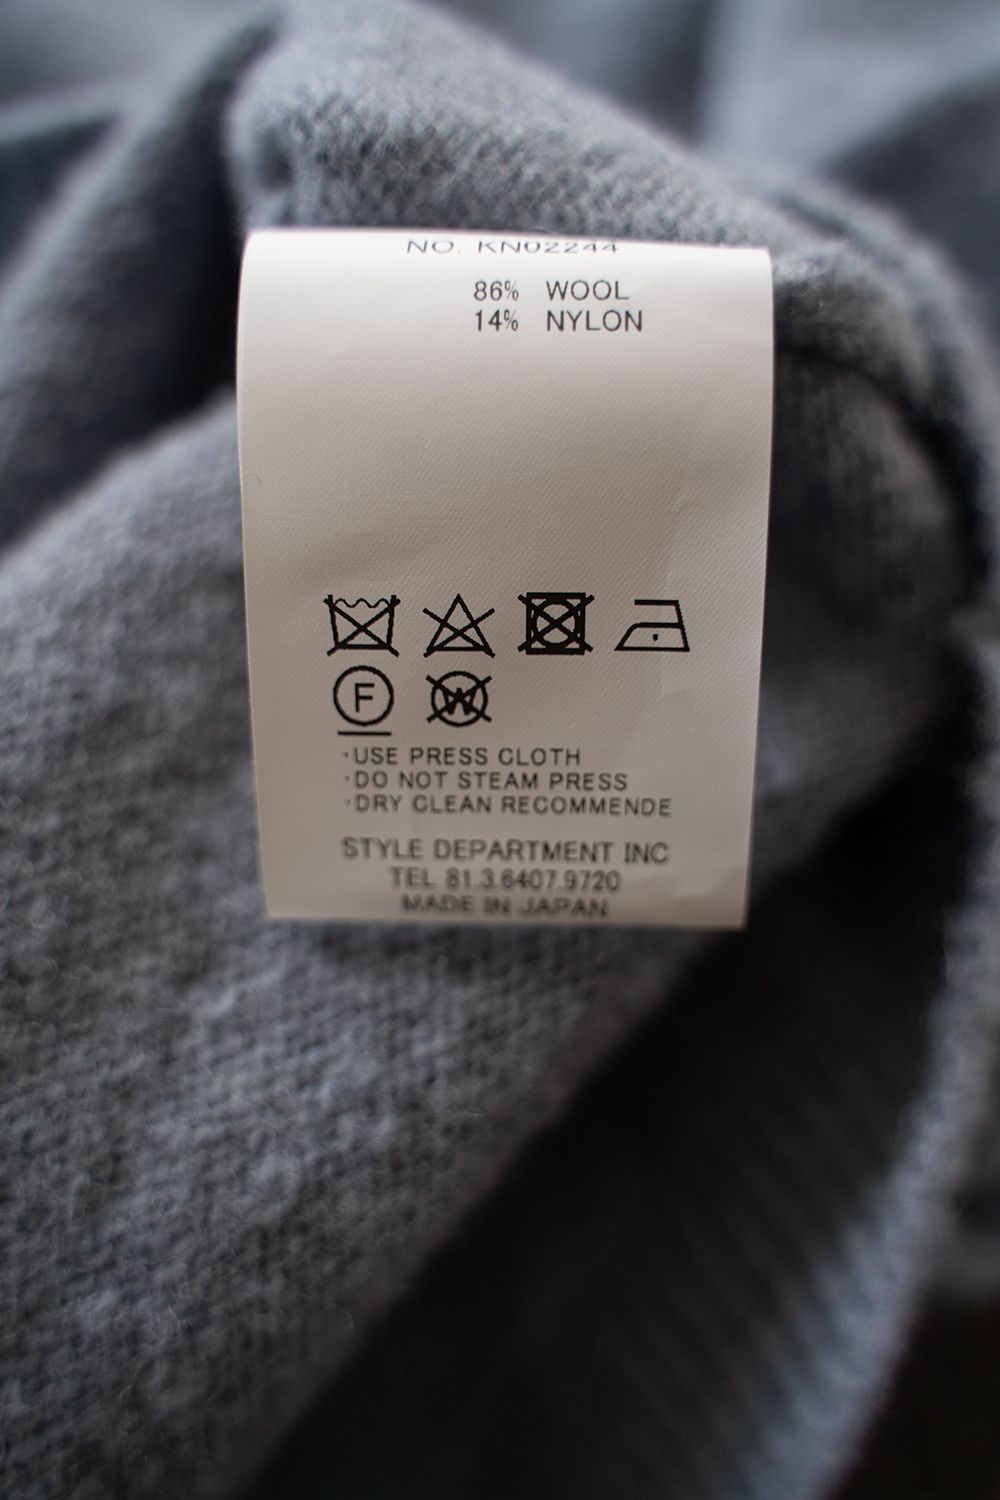 NO. KN02244
86% WOOL
14% NYLON
F W
·USE PRESS CLOTH
·DO NOT STEAM PRESS
·DRY CLEAN RECOMMENDE
STYLE DEPARTMENT INC
TEL 81.3.6407.9720
MADE IN JAPAN